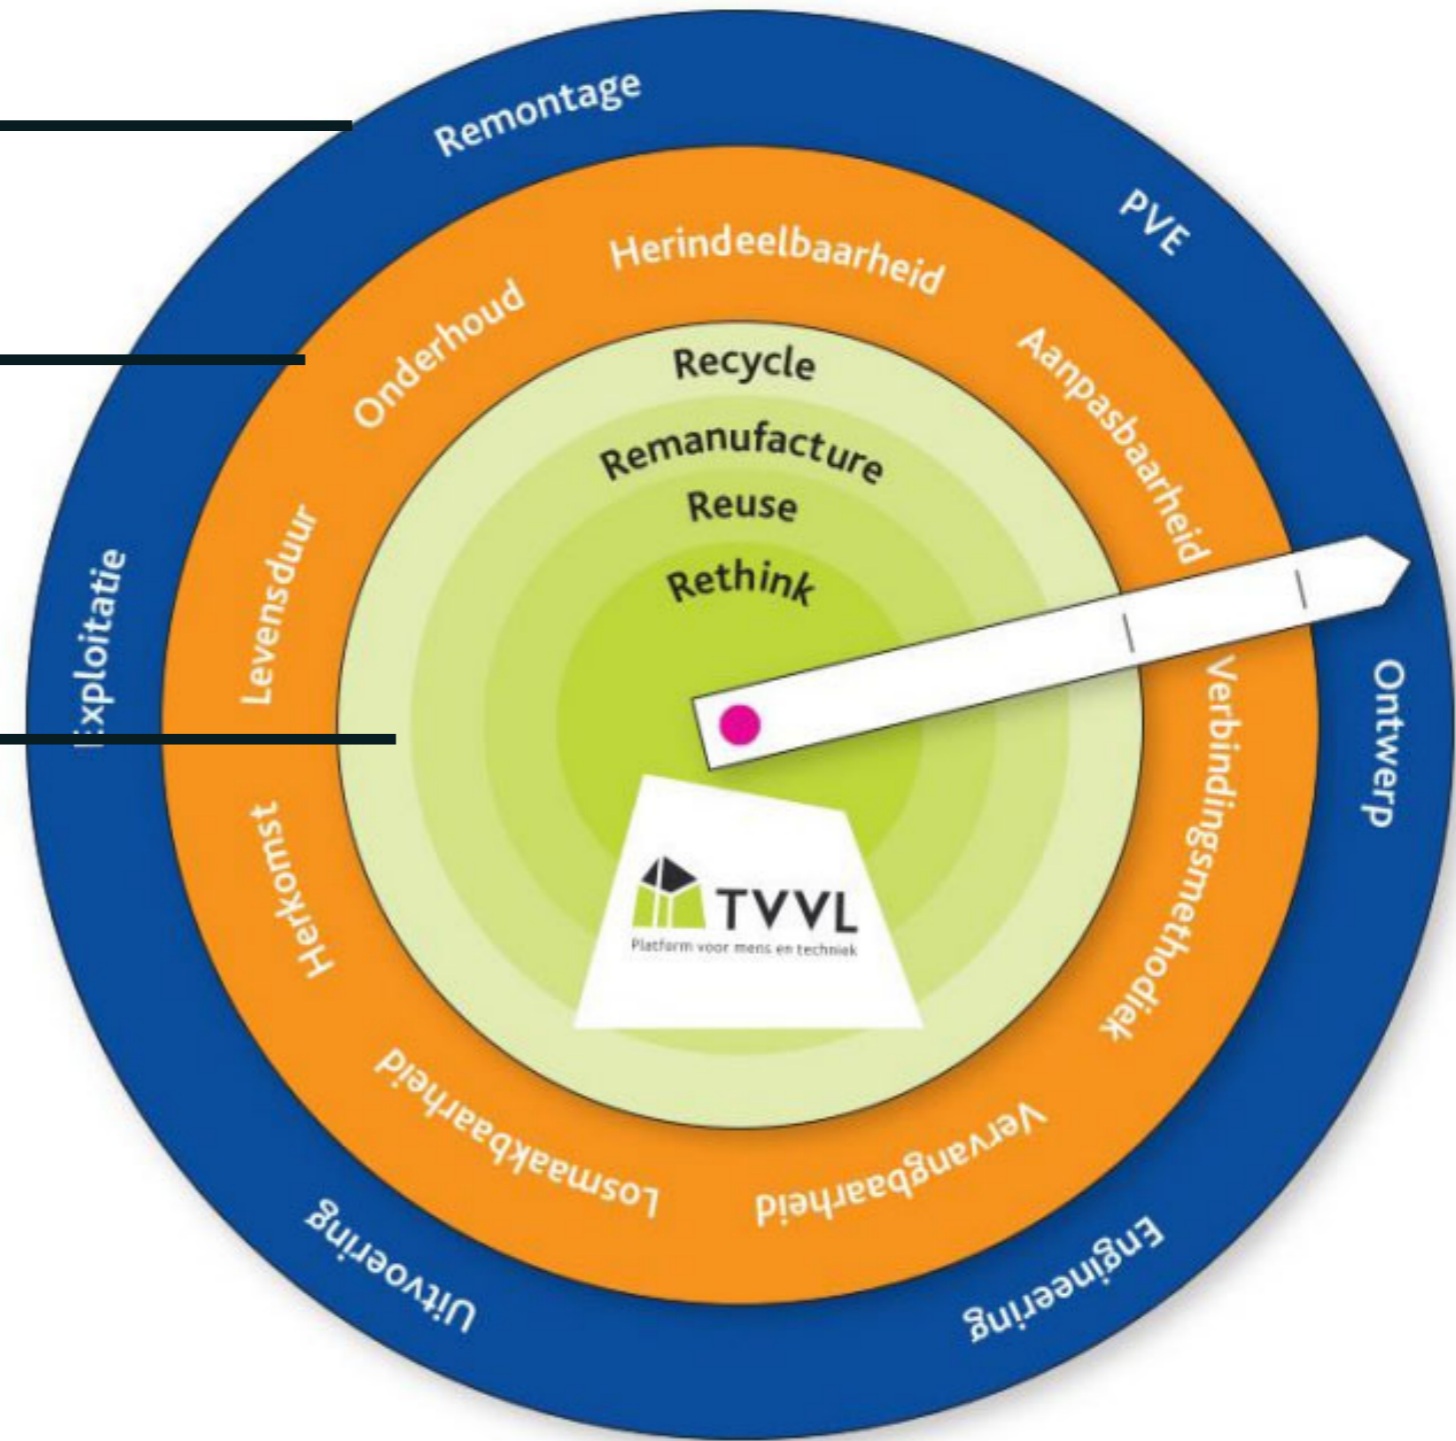 Remontage
PVE
Ontwerp
Engineering
Uitvoering
Exploitatie
Herindeelbaarheid
Aanpasbaarheid
Verbindingsmethodiek
Vervangbaarheid
Losmaakbaarheid
Herkomst
Levensduur
Onderhoud
Recycle
Remanufacture
Reuse
Rethink
TVVL
Platform voor mens en techniek